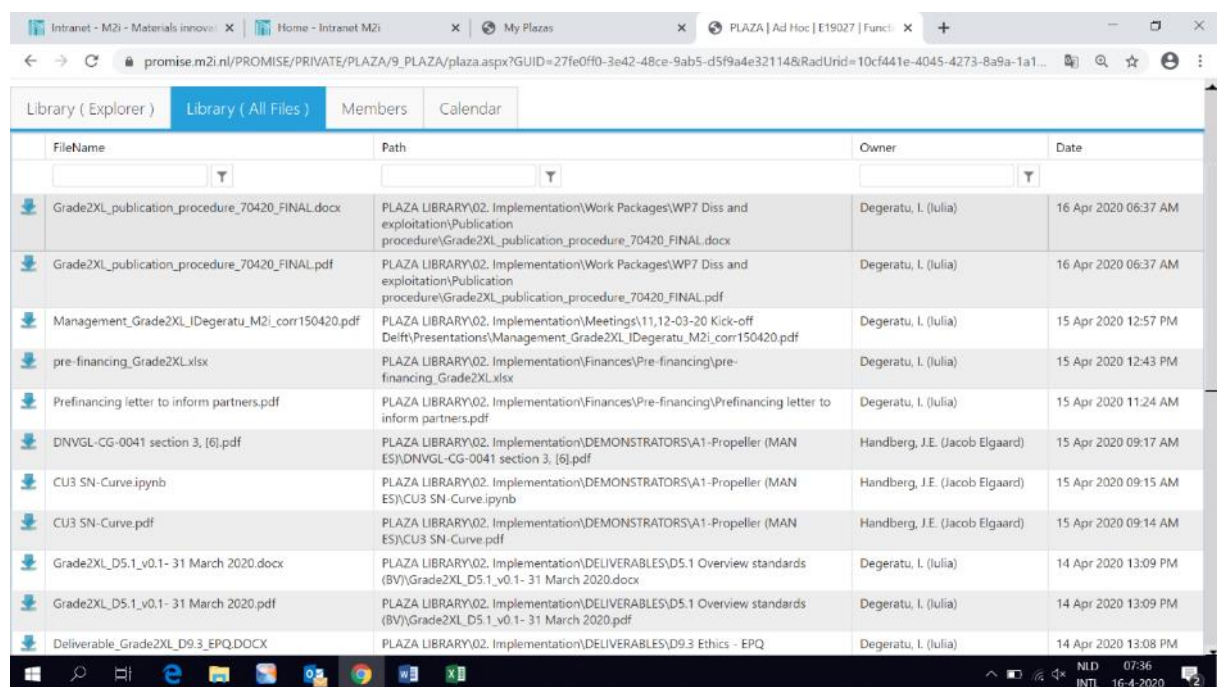 Intranet - M2i - Materials innova
Home - Intranet M2i
My Plazas
PLAZA | Ad Hoc | E19027 | Functi
promise.m2i.nl/PROMISE/PRIVATE/PLAZA/9_PLAZA/plaza.aspx?GUID=27fe0ff0-3e42-48ce-9ab5-d5f9a4e32114&RadUrid=10cf441e-4045-4273-8a9a-1a1...
Library ( Explorer ) Library ( All Files ) Members Calendar
FileName Path Owner Date
Grade2XL_publication_procedure_70420_FINAL.docx PLAZA LIBRARY\02. Implementation\Work Packages\WP7 Diss and Degeratu, I. (Iulia) 16 Apr 2020 06:37 AM
exploitation\Publication
procedure\Grade2XL_publication_procedure_70420_FINAL.docx
Grade2XL_publication_procedure_70420_FINAL.pdf PLAZA LIBRARY\02. Implementation\Work Packages\WP7 Diss and Degeratu, I. (Iulia) 16 Apr 2020 06:37 AM
exploitation\Publication
procedure\Grade2XL_publication_procedure_70420_FINAL.pdf
Management_Grade2XL_IDegeratu_M2i_corr150420.pdf PLAZA LIBRARY\02. Implementation\Meetings\11,12-03-20 Kick-off Degeratu, I. (Iulia) 15 Apr 2020 12:57 PM
Delft\Presentations\Management_Grade2XL_IDegeratu_M2i_corr150420.pdf
pre-financing_Grade2XL.xlsx PLAZA LIBRARY\02. Implementation\Finances\Pre-financing\pre- Degeratu, I. (Iulia) 15 Apr 2020 12:43 PM
financing_Grade2XL.xlsx
Prefinancing letter to inform partners.pdf PLAZA LIBRARY\02. Implementation\Finances\Pre-financing\Prefinancing letter to Degeratu, I. (Iulia) 15 Apr 2020 11:24 AM
inform partners.pdf
DNVGL-CG-0041 section 3, [6].pdf PLAZA LIBRARY\02. Implementation\DEMONSTRATORS\A1-Propeller (MAN Handberg, J.E. (Jacob Elgaard) 15 Apr 2020 09:17 AM
ES)\DNVGL-CG-0041 section 3, [6].pdf
CU3 SN-Curve.ipynb PLAZA LIBRARY\02. Implementation\DEMONSTRATORS\A1-Propeller (MAN Handberg, J.E. (Jacob Elgaard) 15 Apr 2020 09:15 AM
ES)\CU3 SN-Curve.ipynb
CU3 SN-Curve.pdf PLAZA LIBRARY\02. Implementation\DEMONSTRATORS\A1-Propeller (MAN Handberg, J.E. (Jacob Elgaard) 15 Apr 2020 09:14 AM
ES)\CU3 SN-Curve.pdf
Grade2XL_D5.1_v0.1- 31 March 2020.docx PLAZA LIBRARY\02. Implementation\DELIVERABLES\D5.1 Overview standards Degeratu, I. (Iulia) 14 Apr 2020 13:09 PM
(BV)\Grade2XL_D5.1_v0.1- 31 March 2020.docx
Grade2XL_D5.1_v0.1- 31 March 2020.pdf PLAZA LIBRARY\02. Implementation\DELIVERABLES\D5.1 Overview standards Degeratu, I. (Iulia) 14 Apr 2020 13:09 PM
(BV)\Grade2XL_D5.1_v0.1- 31 March 2020.pdf
Deliverable_Grade2XL_D9.3_EPQ.DOCX PLAZA LIBRARY\02. Implementation\DELIVERABLES\D9.3 Ethics - EPQ Degeratu, I. (Iulia) 14 Apr 2020 13:08 PM
NLD 07:36
INTL 16-4-2020